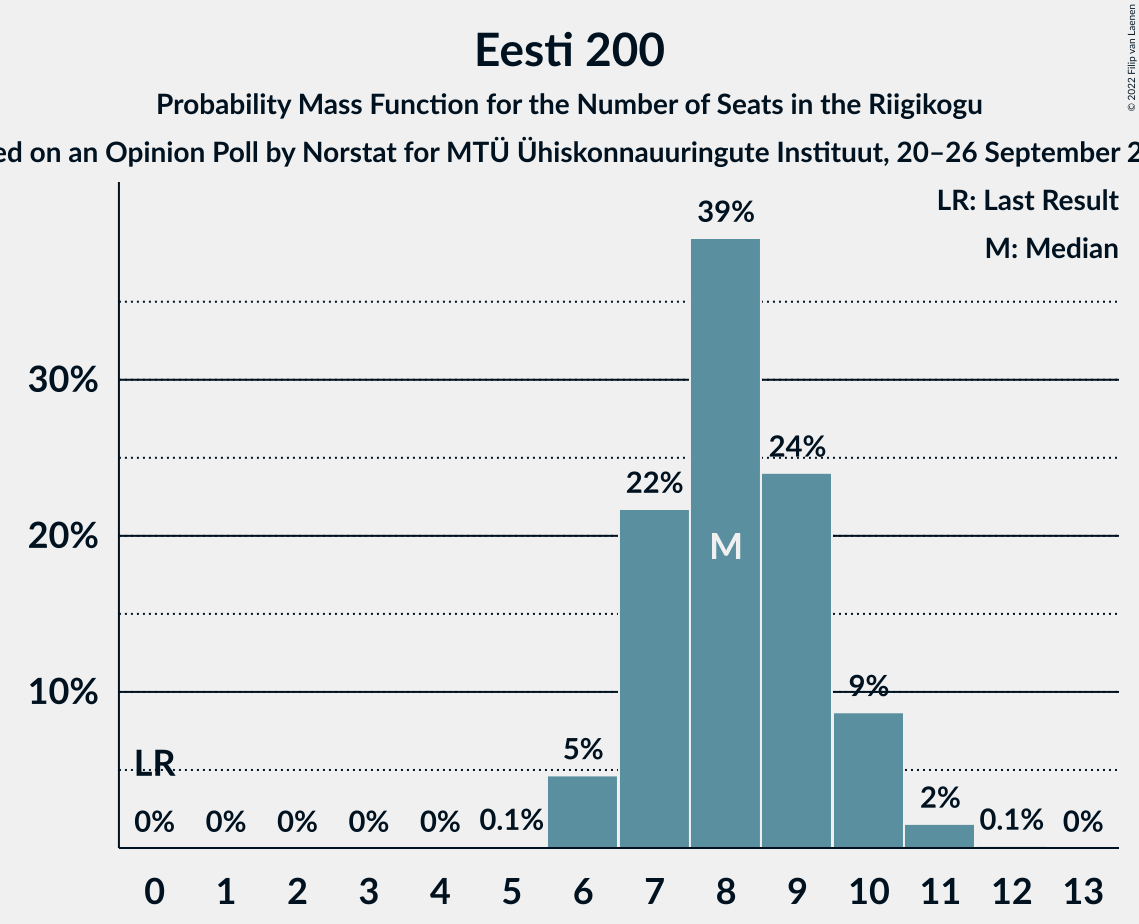 Eesti 200
Probability Mass Function for the Number of Seats in the Riigikogu
ed on an Opinion Poll by Norstat for MTÜ Ühiskonnauuringute Instituut, 20–26 September 2
© 2022 Filip van Laenen
LR: Last Result
M: Median
39%
30%
24%
22%
M
20%
10%
9%
LR
5%
2%
0% 0% 0% 0% 0% 0.1% 0.1% 0%
0 1 2 3 4 5 6 7 8 9 10 11 12 13